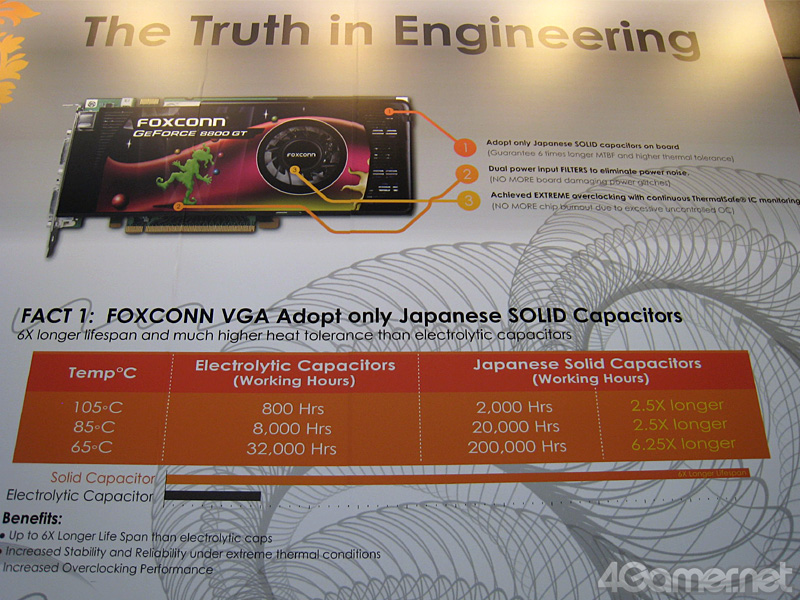 The Truth in Engineering
FOXCONN
GEFORCE 8800 GT
FOXCONN
1
Adopt only Japanese SOLID capacitors on board
(Guarantee 6 times longer MTBF and higher thermal tolerance)
2
Dual power input FILTERS to eliminate power noise.
(NO MORE board damaging power glitches)
3
Achieved EXTREME overclocking with continuous ThermalSafe® IC monitoring
(NO MORE chip burnout due to excessive uncontroled OC)
FACT 1: FOXCONN VGA Adopt only Japanese SOLID Capacitors
6X longer lifespan and much higher heat tolerance than electrolytic capacitors
Temp°C
Electrolytic Capacitors
(Working Hours)
Japanese Solid Capacitors
(Working Hours)
105°C 800 Hrs 2,000 Hrs 2.5X longer
85°C 8,000 Hrs 20,000 Hrs 2.5X longer
65°C 32,000 Hrs 200,000 Hrs 6.25X longer
Solid Capacitor 6X Longer Lifespan
Electrolytic Capacitor
Benefits:
• Up to 6X Longer Life Span than electrolytic caps
• Increased Stability and Reliability under extreme thermal conditions
Increased Overclocking Performance
4Gamer.net